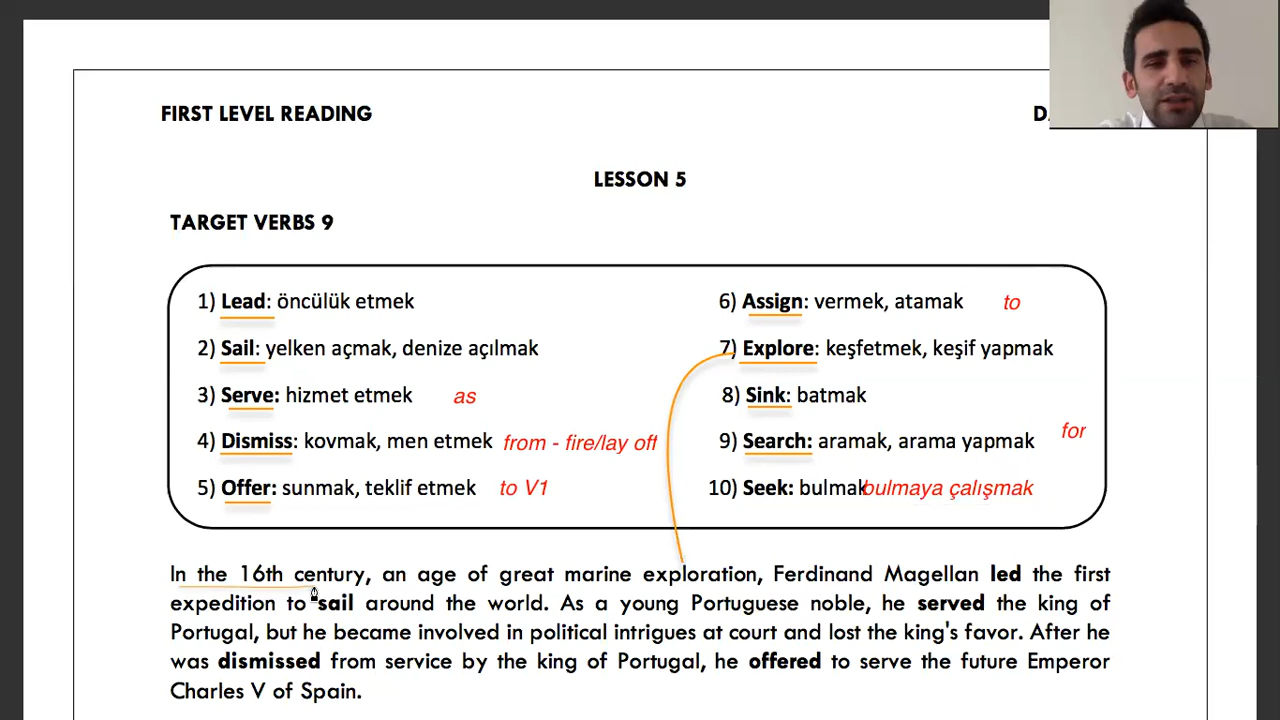 FIRST LEVEL READING
LESSON 5
TARGET VERBS 9
1) Lead: öncülük etmek
2) Sail: yelken açmak, denize açılmak
3) Serve: hizmet etmek as
4) Dismiss: kovmak, men etmek from - fire/lay off
5) Offer: sunmak, teklif etmek to V1
6) Assign: vermek, atamak to
7) Explore: keşfetmek, keşif yapmak
8) Sink: batmak
9) Search: aramak, arama yapmak for
10) Seek: bulmak bulmaya çalışmak
In the 16th century, an age of great marine exploration, Ferdinand Magellan led the first
expedition to sail around the world. As a young Portuguese noble, he served the king of
Portugal, but he became involved in political intrigues at court and lost the king's favor. After he
was dismissed from service by the king of Portugal, he offered to serve the future Emperor
Charles V of Spain.